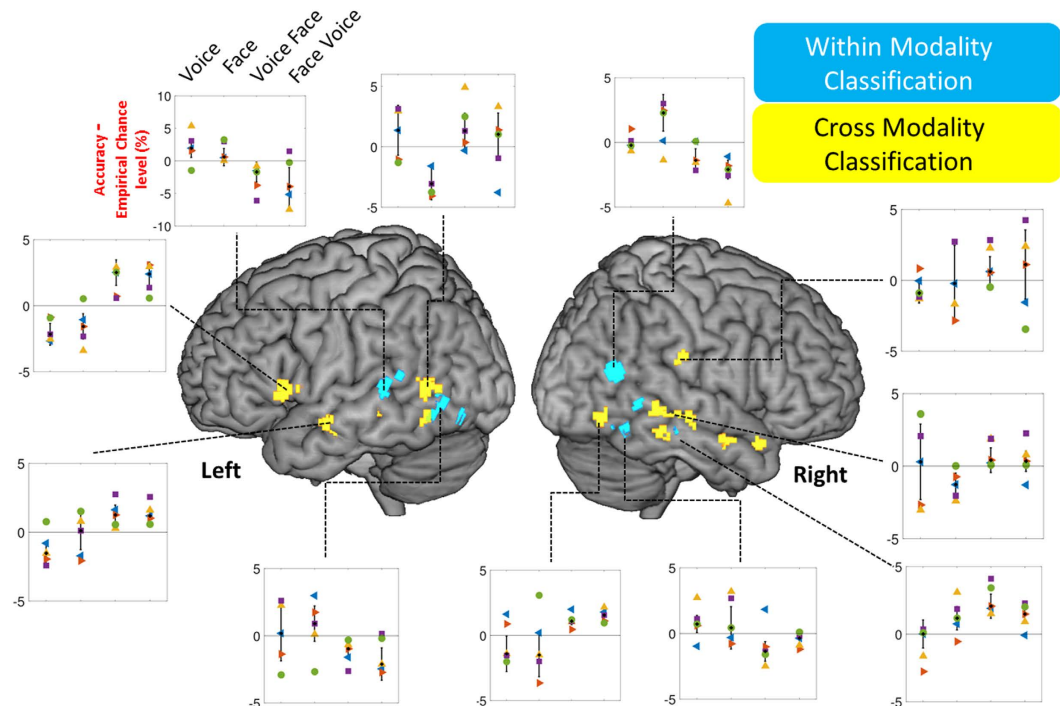 Voice
Face
Voice Face
Face Voice
Within Modality
Classification
Cross Modality
Classification
Accuracy –
Empirical Chance
level (%)
10
5
0
-5
-10
5
0
-5
5
0
-5
5
0
-5
5
0
-5
5
0
-5
5
0
-5
Left
Right
5
0
-5
5
0
-5
5
0
-5
5
0
-5